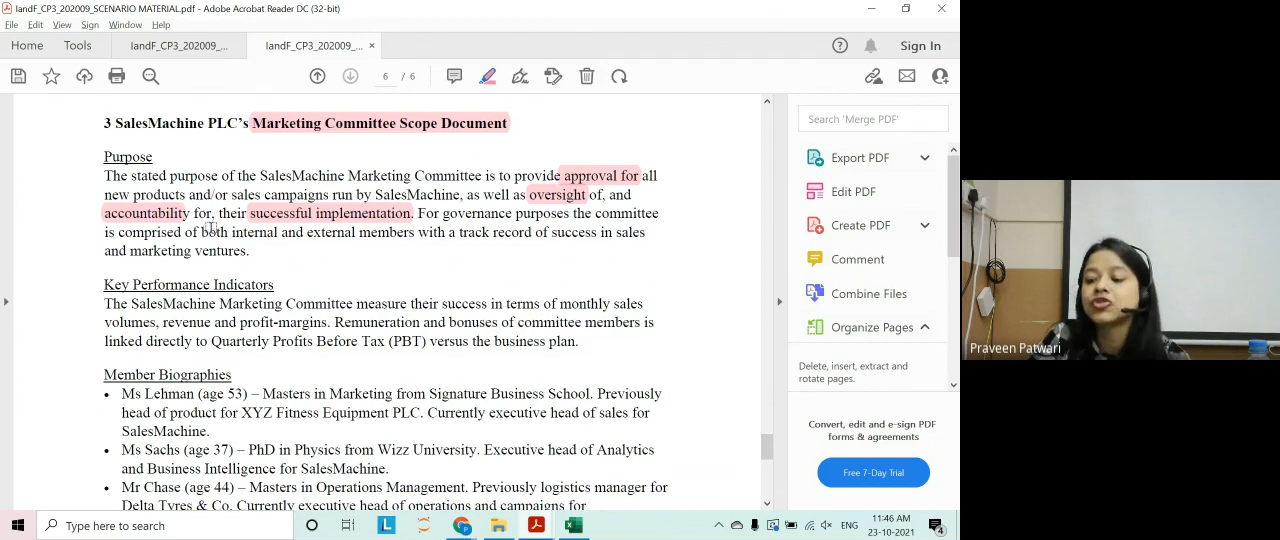 IandF_CP3_202009_SCENARIO MATERIAL.pdf - Adobe Acrobat Reader DC (32-bit)
File Edit View Sign Window Help
Home Tools IandF_CP3_202009_... IandF_CP3_202009_... × Sign In
6 / 6
3 SalesMachine PLC's Marketing Committee Scope Document
Purpose
The stated purpose of the SalesMachine Marketing Committee is to provide approval for all
new products and/or sales campaigns run by SalesMachine, as well as oversight of, and
accountability for, their successful implementation. For governance purposes the committee
is comprised of both internal and external members with a track record of success in sales
and marketing ventures.
Key Performance Indicators
The SalesMachine Marketing Committee measure their success in terms of monthly sales
volumes, revenue and profit-margins. Remuneration and bonuses of committee members is
linked directly to Quarterly Profits Before Tax (PBT) versus the business plan.
Member Biographies
• Ms Lehman (age 53) – Masters in Marketing from Signature Business School. Previously
head of product for XYZ Fitness Equipment PLC. Currently executive head of sales for
SalesMachine.
• Ms Sachs (age 37) – PhD in Physics from Wizz University. Executive head of Analytics
and Business Intelligence for SalesMachine.
• Mr Chase (age 44) – Masters in Operations Management. Previously logistics manager for
Delta Tyres & Co. Currently executive head of operations and campaigns for
Search 'Merge PDF'
Export PDF
Edit PDF
Create PDF
Comment
Combine Files
Organize Pages
Delete, insert, extract and
rotate pages.
Convert, edit and e-sign PDF
forms & agreements
Free 7-Day Trial
Praveen Patwari
Type here to search
L
ENG
11:46 AM
23-10-2021
4